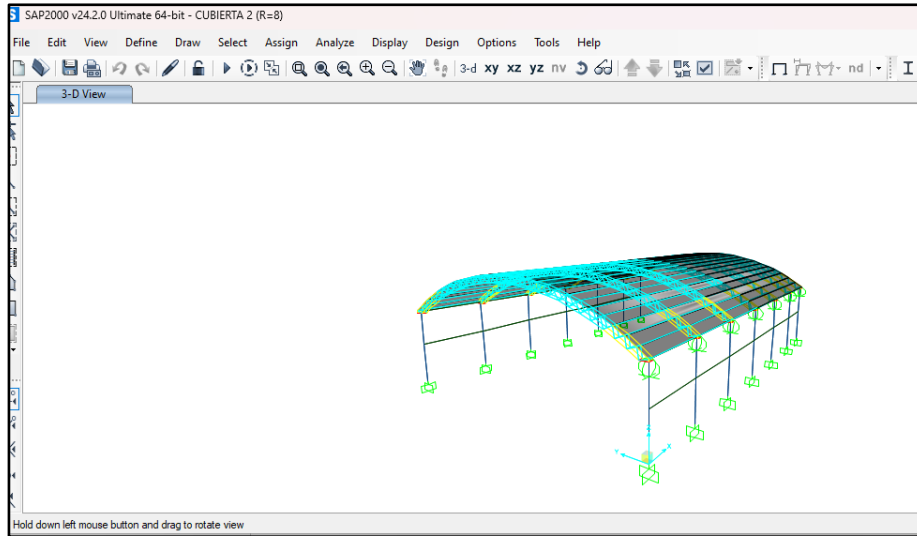 SAP2000 v24.2.0 Ultimate 64-bit - CUBIERTA 2 (R=8)
File Edit View Define Draw Select Assign Analyze Display Design Options Tools Help
3-d xy xz yz nv nd
3-D View
Hold down left mouse button and drag to rotate view